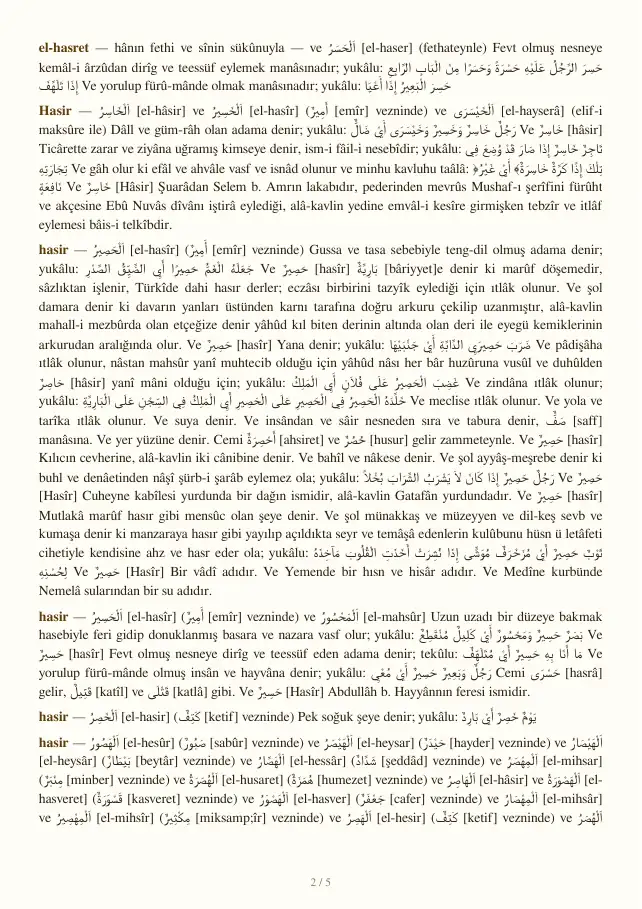 el-hasret — hânın fethi ve sînin sükûnuyla — ve اَلْحَسَرُ [el-haser] (fethateynle) Fevt olmuş nesneye
kemâl-i ârzûdan dirîg ve teessüf eylemek manâsınadır; yukâlu: حَسِرَ الرَّجُلُ عَلَيْهِ حَسْرَةً وَحَسَرًا مِنَ الْبَابِ الرَّابِعِ
إِذَا تَلَهَّفَ Ve yorulup fürû-mânde olmak manâsınadır; yukâlu: حَسِرَ الْبَعِيرُ إِذَا أَعْيَا
Hasir — اَلْخَاسِرُ [el-hâsir] ve اَلْخَسِيرُ [el-hasîr] (أَمِيرٌ [emîr] vezninde) ve اَلْخَيْسَرَى [el-hayserâ] (elif-i
maksûre ile) Dâll ve güm-râh olan adama denir; yukâlu: رَجُلٌ خَاسِرٌ وَخَسِيرٌ وَخَيْسَرَى أَيْ ضَالٌّ Ve خَاسِرٌ [hâsir]
Ticârette zarar ve ziyâna uğramış kimseye denir, ism-i fâil-i nesebîdir; yukâlu: تَاجِرٌ خَاسِرٌ إِذَا صَارَ قَدْ وُضِعَ فِي
تِجَارَتِهِ Ve gâh olur ki efâl ve ahvâle vasf ve isnâd olunur ve minhu kavluhu taâlâ: ﴿تِلْكَ إِذًا كَرَّةٌ خَاسِرَةٌ﴾ أَيْ غَيْرُ
نَافِعَةٍ Ve خَاسِرٌ [Hâsir] Şuarâdan Selem b. Amrın lakabıdır, pederinden mevrûs Mushaf-ı şerîfini fürûht
ve akçesine Ebû Nuvâs dîvânı iştirâ eylediği, alâ-kavlin yedine emvâl-i kesîre girmişken tebzîr ve itlâf
eylemesi bâis-i telkîbdir.
hasir — اَلْحَصِيرُ [el-hasîr] (أَمِيرٌ [emîr] vezninde) Gussa ve tasa sebebiyle teng-dil olmuş adama denir;
yukâlu: جَعَلَهُ الْغَمُّ حَصِيرًا أَيِ الضَّيِّقَ الصَّدْرِ Ve حَصِيرٌ [hasîr] بَارِيَّةٌ [bâriyyet]e denir ki marûf döşemedir,
sâzlıktan işlenir, Türkîde dahi hasır derler; eczâsı birbirini tazyîk eylediği için ıtlâk olunur. Ve şol
damara denir ki davarın yanları üstünden karnı tarafına doğru arkuru çekilip uzanmıştır, alâ-kavlin
mahall-i mezbûrda olan etçeğize denir yâhûd kıl biten derinin altında olan deri ile eyegü kemiklerinin
arkurudan aralığında olur. Ve حَصِيرٌ [hasîr] Yana denir; yukâlu: ضَرَبَ حَصِيرَيِ الدَّابَّةِ أَيْ جَنْبَيْهَا Ve pâdişâha
ıtlâk olunur, nâstan mahsûr yanî muhtecib olduğu için yâhûd nâsı her bâr huzûruna vusûl ve duhûlden
حَاصِرٌ [hâsir] yanî mâni olduğu için; yukâlu: غَضِبَ الْحَصِيرُ عَلَى فُلَانٍ أَيِ الْمَلِكُ Ve zindâna ıtlâk olunur;
yukâlu: خَلَّدَهُ الْحَصِيرُ فِي الْحَصِيرِ عَلَى الْحَصِيرِ أَيِ الْمَلِكُ فِي السِّجْنِ عَلَى الْبَارِيَّةِ Ve meclise ıtlâk olunur. Ve yola ve
tarîka ıtlâk olunur. Ve suya denir. Ve insândan ve sâir nesneden sıra ve tabura denir, صَفٌّ [saff]
manâsına. Ve yer yüzüne denir. Cemi أَحْصِرَةٌ [ahsiret] ve حُصُرٌ [husur] gelir zammeteynle. Ve حَصِيرٌ [hasîr]
Kılıcın cevherine, alâ-kavlin iki cânibine denir. Ve bahîl ve nâkese denir. Ve şol ayyâş-meşrebe denir ki
buhl ve denâetinden nâşî şürb-i şarâb eylemez ola; yukâlu: رَجُلٌ حَصِيرٌ إِذَا كَانَ لَا يَشْرَبُ الشَّرَابَ بُخْلًا Ve حَصِيرٌ
[Hasîr] Cuheyne kabîlesi yurdunda bir dağın ismidir, alâ-kavlin Gatafân yurdundadır. Ve حَصِيرٌ [hasîr]
Mutlakâ marûf hasır gibi mensûc olan şeye denir. Ve şol münakkaş ve müzeyyen ve dil-keş sevb ve
kumaşa denir ki manzaraya hasır gibi yayılıp açıldıkta seyr ve temâşâ edenlerin kulûbunu hüsn ü letâfeti
cihetiyle kendisine ahz ve hasr eder ola; yukâlu: ثَوْبٌ حَصِيرٌ أَيْ مُزَخْرَفٌ مُوَشًّى إِذَا نُشِرَتْ أَخَذَتِ الْقُلُوبَ مَآخِذَهُ
لِحُسْنِهِ Ve حَصِيرٌ [Hasîr] Bir vâdî adıdır. Ve Yemende bir hısn ve hisâr adıdır. Ve Medîne kurbünde
Nemelâ sularından bir su adıdır.
hasir — اَلْحَسِيرُ [el-hasîr] (أَمِيرٌ [emîr] vezninde) ve اَلْمَحْسُورُ [el-mahsûr] Uzun uzadı bir düzeye bakmak
hasebiyle feri gidip donuklanmış basara ve nazara vasf olur; yukâlu: بَصَرٌ حَسِيرٌ وَمَحْسُورٌ أَيْ كَلِيلٌ مُنْقَطِعٌ Ve
حَسِيرٌ [hasîr] Fevt olmuş nesneye dirîg ve teessüf eden adama denir; tekûlu: مَا أَنَا بِهِ حَسِيرٌ أَيْ مُتَلَهِّفٌ Ve
yorulup fürû-mânde olmuş insân ve hayvâna denir; yukâlu: رَجُلٌ وَبَعِيرٌ حَسِيرٌ أَيْ مُعْيٍ Cemi حَسْرَى [hasrâ]
gelir, قَتِيلٌ [katîl] ve قَتْلَى [katlâ] gibi. Ve حَسِيرٌ [Hasîr] Abdullâh b. Hayyânnın feresi ismidir.
hasir — اَلْخَصِرُ [el-hasir] (كَتِفٌ [ketif] vezninde) Pek soğuk şeye denir; yukâlu: يَوْمٌ خَصِرٌ أَيْ بَارِدٌ
hasir — اَلْهَصُورُ [el-hesûr] (صَبُورٌ [sabûr] vezninde) ve اَلْهَيْصَرُ [el-heysar] (حَيْدَرٌ [hayder] vezninde) ve اَلْهَيْصَارُ
[el-heysâr] (بَيْطَارٌ [beytâr] vezninde) ve اَلْهَصَّارُ [el-hessâr] (شَدَّادٌ [şeddâd] vezninde) ve اَلْمِهْصَرُ [el-mihsar]
(مِنْبَرٌ [minber] vezninde) ve اَلْهُصَرَةُ [el-husaret] (هُمَزَةٌ [humezet] vezninde) ve اَلْهَاصِرُ [el-hâsir] ve اَلْهَصْوَرَةُ [el-
hasveret] (قَسْوَرَةٌ [kasveret] vezninde) ve اَلْهَصْوَرُ [el-hasver] (جَعْفَرٌ [cafer] vezninde) ve اَلْمِهْصَارُ [el-mihsâr]
ve اَلْمِهْصِيرُ [el-mihsîr] (مِكْثِيرٌ [miksamp;îr] vezninde) ve اَلْهَصِرُ [el-hesir] (كَتِفٌ [ketif] vezninde) ve اَلْهُصَرُ
2 / 5